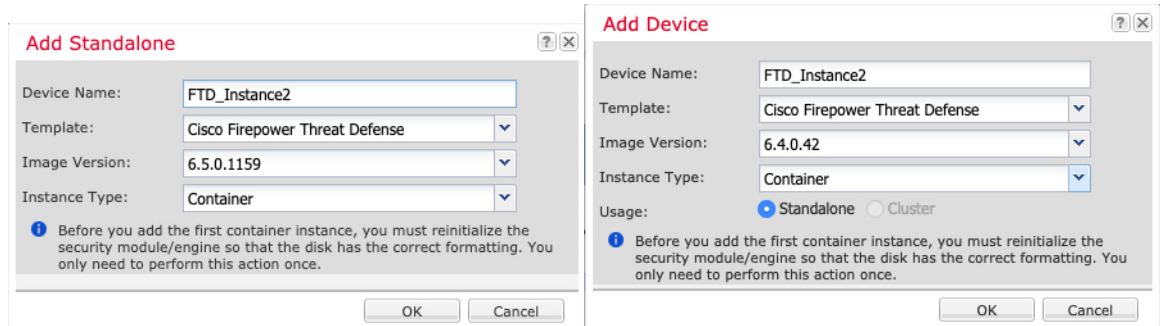 Add Standalone
Device Name: FTD_Instance2
Template: Cisco Firepower Threat Defense
Image Version: 6.5.0.1159
Instance Type: Container
Before you add the first container instance, you must reinitialize the
security module/engine so that the disk has the correct formatting. You
only need to perform this action once.
OK Cancel
Add Device
Device Name: FTD_Instance2
Template: Cisco Firepower Threat Defense
Image Version: 6.4.0.42
Instance Type: Container
Usage: Standalone Cluster
Before you add the first container instance, you must reinitialize the
security module/engine so that the disk has the correct formatting. You
only need to perform this action once.
OK Cancel